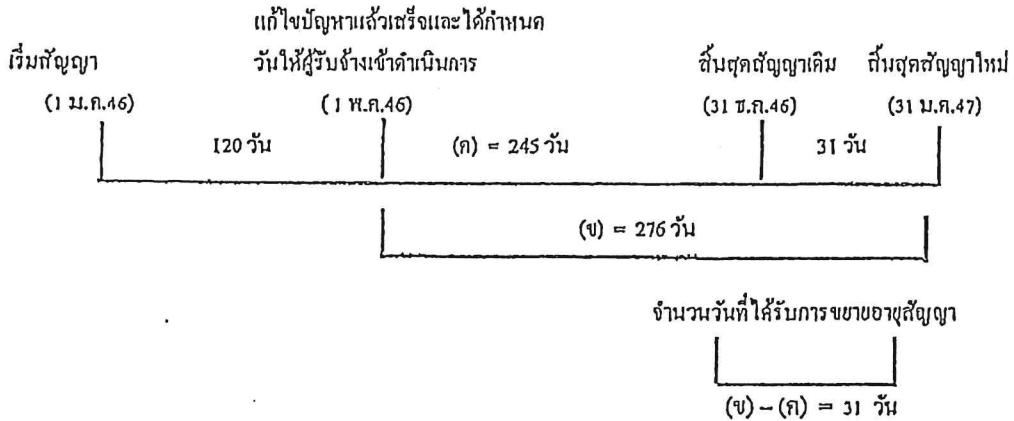 แก้ไขปัญหาแล้วเสร็จและได้กำหนด
เริ่มสัญญา วันให้ผู้รับจ้างเข้าดำเนินการ สิ้นสุดสัญญาเดิม สิ้นสุดสัญญาใหม่
(1 ม.ค.46) (1 พ.ค.46) (31 ธ.ค.46) (31 ม.ค.47)
120 วัน (ก) = 245 วัน 31 วัน
(ข) = 276 วัน
จำนวนวันที่ได้รับการขยายอายุสัญญา
(ข) – (ก) = 31 วัน